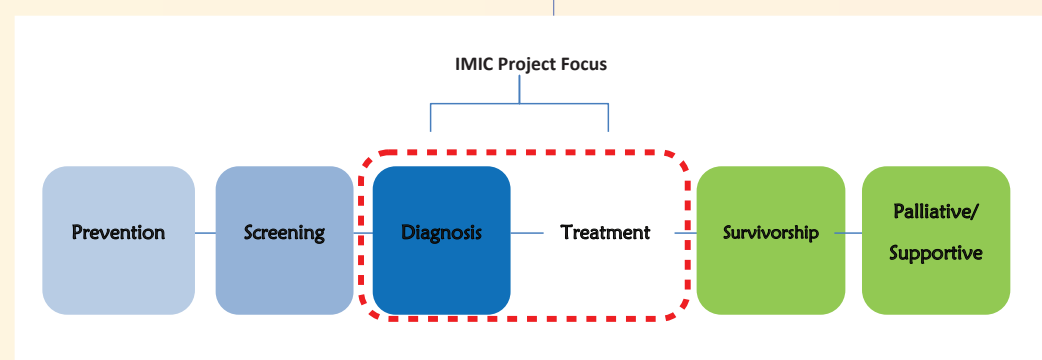 IMIC Project Focus
Prevention
Screening
Diagnosis
Treatment
Survivorship
Palliative/
Supportive